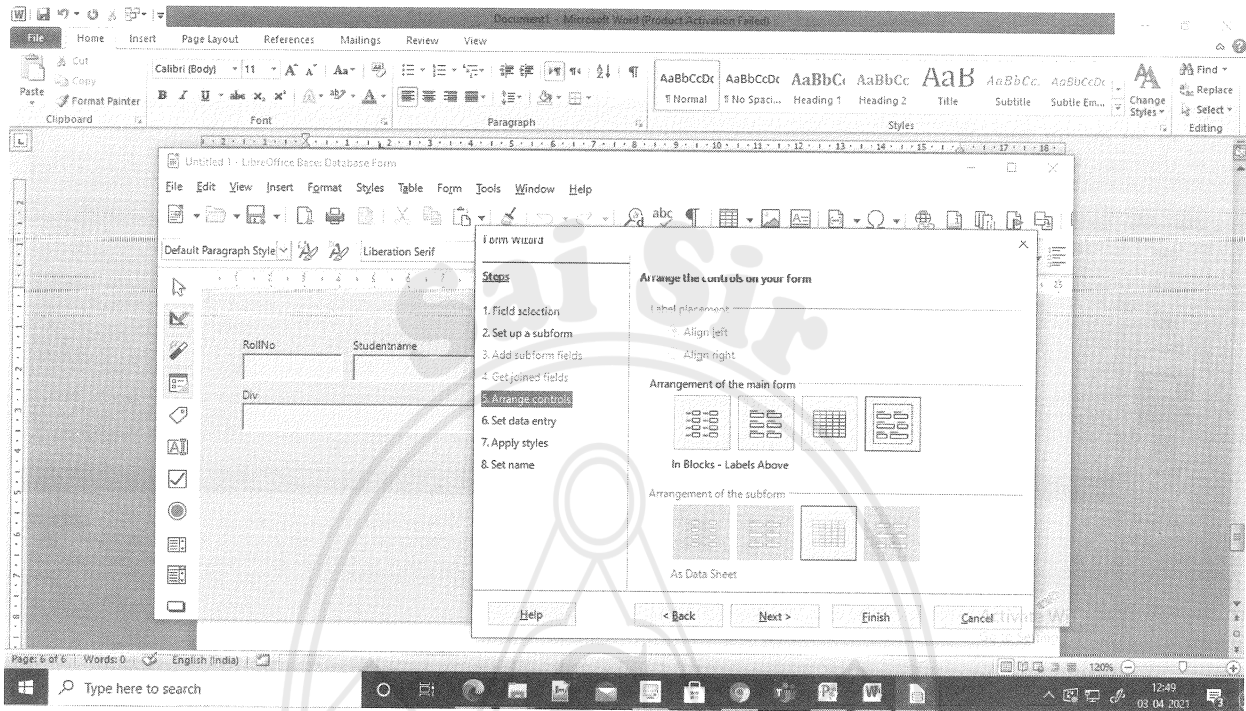 Document1 - Microsoft Word (Product Activation Failed)
File Home Insert Page Layout References Mailings Review View
Cut
Copy
Paste
Format Painter
Clipboard
Calibri (Body) 11
Font
Paragraph
AaBbCcDc AaBbCcDc AaBbC AaBbCc AaB AaBbCc. AaBbCcDc
¶ Normal ¶ No Spaci... Heading 1 Heading 2 Title Subtitle Subtle Em...
Styles
Change Styles
Find
Replace
Select
Editing
Untitled 1 - LibreOffice Base: Database Form
File Edit View Insert Format Styles Table Form Tools Window Help
Default Paragraph Style Liberation Serif
RollNo Studentname
Div
Form Wizard
Steps
1. Field selection
2. Set up a subform
3. Add subform fields
4. Get joined fields
5. Arrange controls
6. Set data entry
7. Apply styles
8. Set name
Arrange the controls on your form
Label placement
Align left
Align right
Arrangement of the main form
In Blocks - Labels Above
Arrangement of the subform
As Data Sheet
Help < Back Next > Finish Cancel
Sai Sir
Page: 6 of 6 Words: 0 English (India) 120%
Type here to search
12:49
03 04 2021